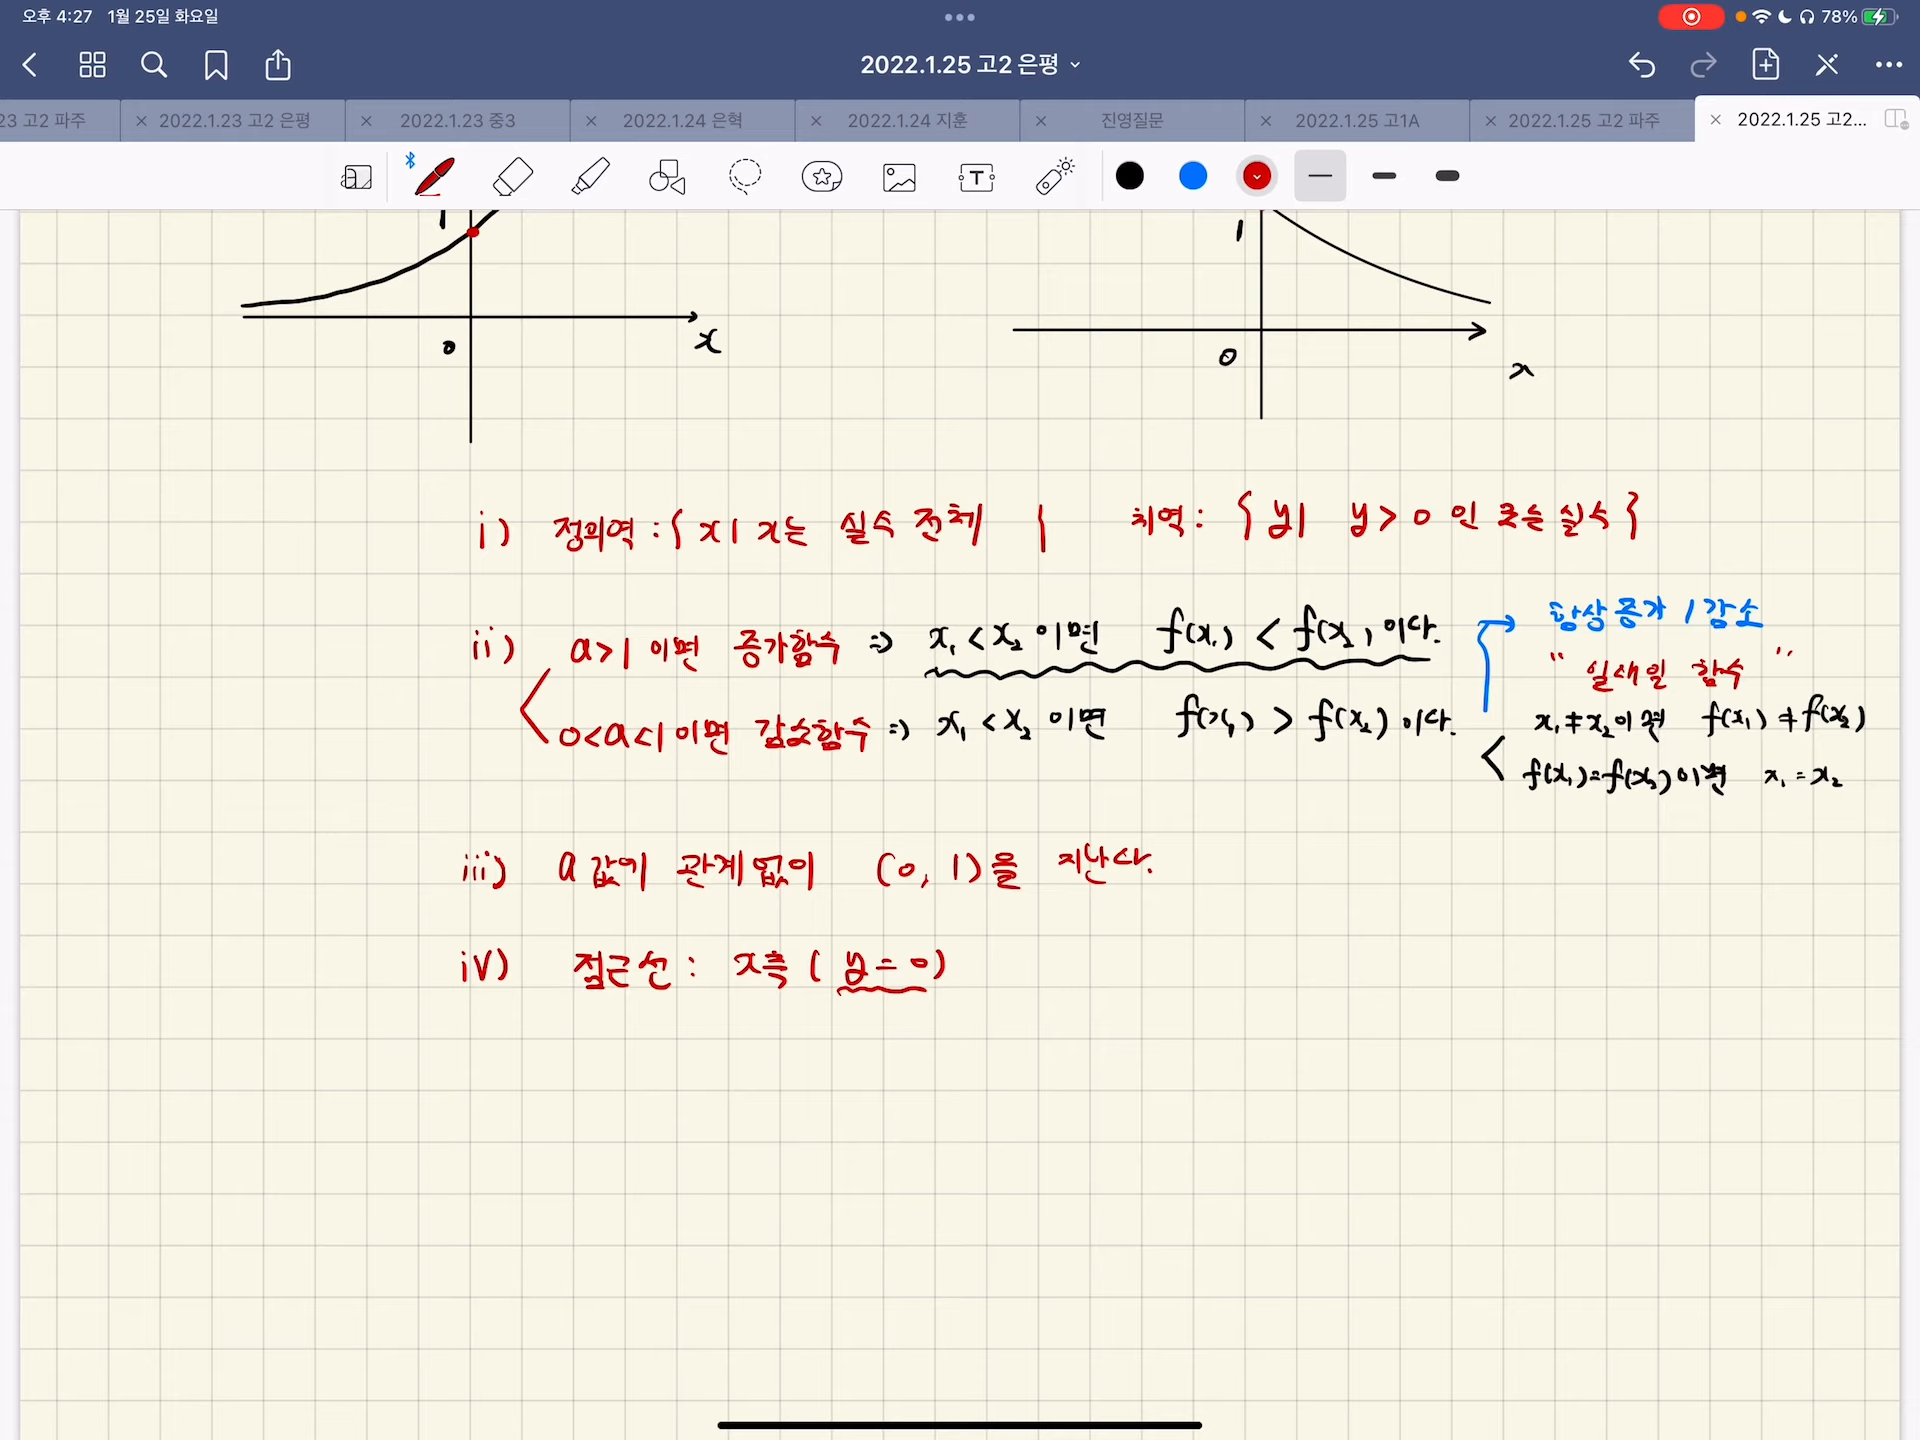 오후 4:27 1월 25일 화요일
78%
2022.1.25 고2 은평
23 고2 파주
2022.1.23 고2 은평
2022.1.23 중3
2022.1.24 은혁
2022.1.24 지훈
진영질문
2022.1.25 고1A
2022.1.25 고2 파주
2022.1.25 고2...
1
0
x
1
0
x
i) 정의역 : { x | x는 실수 전체 } 치역 : { y | y > 0 인 모든 실수 }
ii) a>1 이면 증가함수 ⇒ x₁ < x₂ 이면 f(x₁) < f(x₂) 이다.
0<a<1 이면 감소함수 ⇒ x₁ < x₂ 이면 f(x₁) > f(x₂) 이다.
항상 증가 / 감소
" 일대일 함수 "
x₁ ≠ x₂ 이면 f(x₁) ≠ f(x₂)
f(x₁) = f(x₂) 이면 x₁ = x₂
iii) a 값에 관계없이 (0, 1)을 지난다.
iv) 점근선 : x축 ( y = 0)